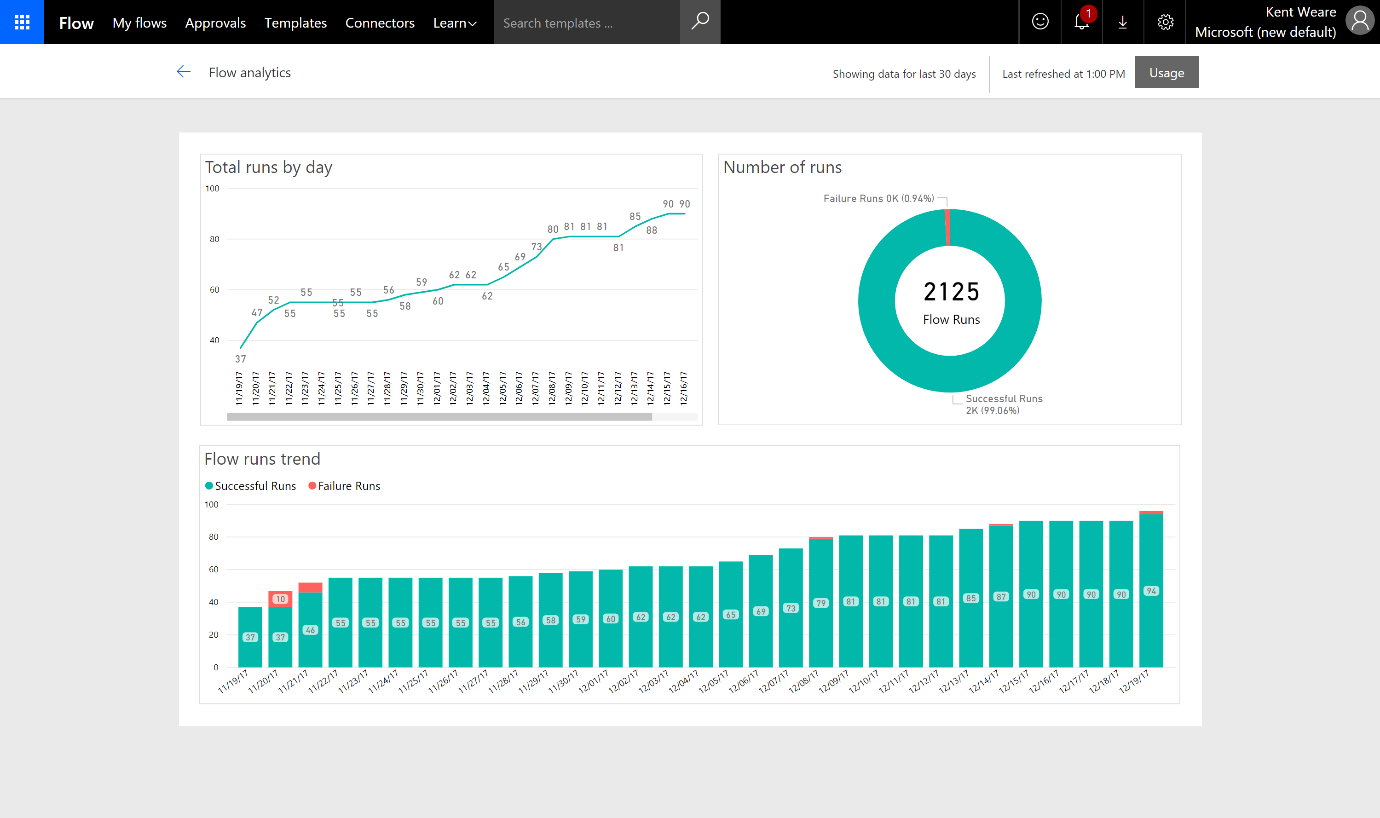 Flow My flows Approvals Templates Connectors Learn Search templates ... 1 Kent Weare
Microsoft (new default)
Flow analytics Showing data for last 30 days Last refreshed at 1:00 PM Usage
Total runs by day
100
80
60
40
37 47 52 55 55 55 55 55 55 56 58 59 60 62 62 62 65 69 73 80 81 81 81 81 85 88 90 90
11/19/17 11/20/17 11/21/17 11/22/17 11/23/17 11/24/17 11/25/17 11/26/17 11/27/17 11/28/17 11/29/17 11/30/17 12/01/17 12/02/17 12/03/17 12/04/17 12/05/17 12/06/17 12/07/17 12/08/17 12/09/17 12/10/17 12/11/17 12/12/17 12/13/17 12/14/17 12/15/17 12/16/17
Number of runs
Failure Runs 0K (0.94%)
2125
Flow Runs
Successful Runs
2K (99.06%)
Flow runs trend
Successful Runs Failure Runs
100
80
60
40
20
0
10
37 37 46 55 55 55 55 55 55 56 58 59 60 62 62 62 65 69 73 79 81 81 81 81 85 87 90 90 90 90 94
11/19/17 11/20/17 11/21/17 11/22/17 11/23/17 11/24/17 11/25/17 11/26/17 11/27/17 11/28/17 11/29/17 11/30/17 12/01/17 12/02/17 12/03/17 12/04/17 12/05/17 12/06/17 12/07/17 12/08/17 12/09/17 12/10/17 12/11/17 12/12/17 12/13/17 12/14/17 12/15/17 12/16/17 12/17/17 12/18/17 12/19/17